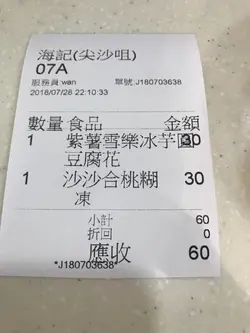 海記(尖沙咀)
07A
服務員:wan 單號:J180703638
2018/07/28 22:10:33
數量 食品 金額
1 紫薯雪樂冰芋圓 30
豆腐花
1 沙沙合桃糊 30
凍
小計 60
折回 0
應收 60
*J180703638*